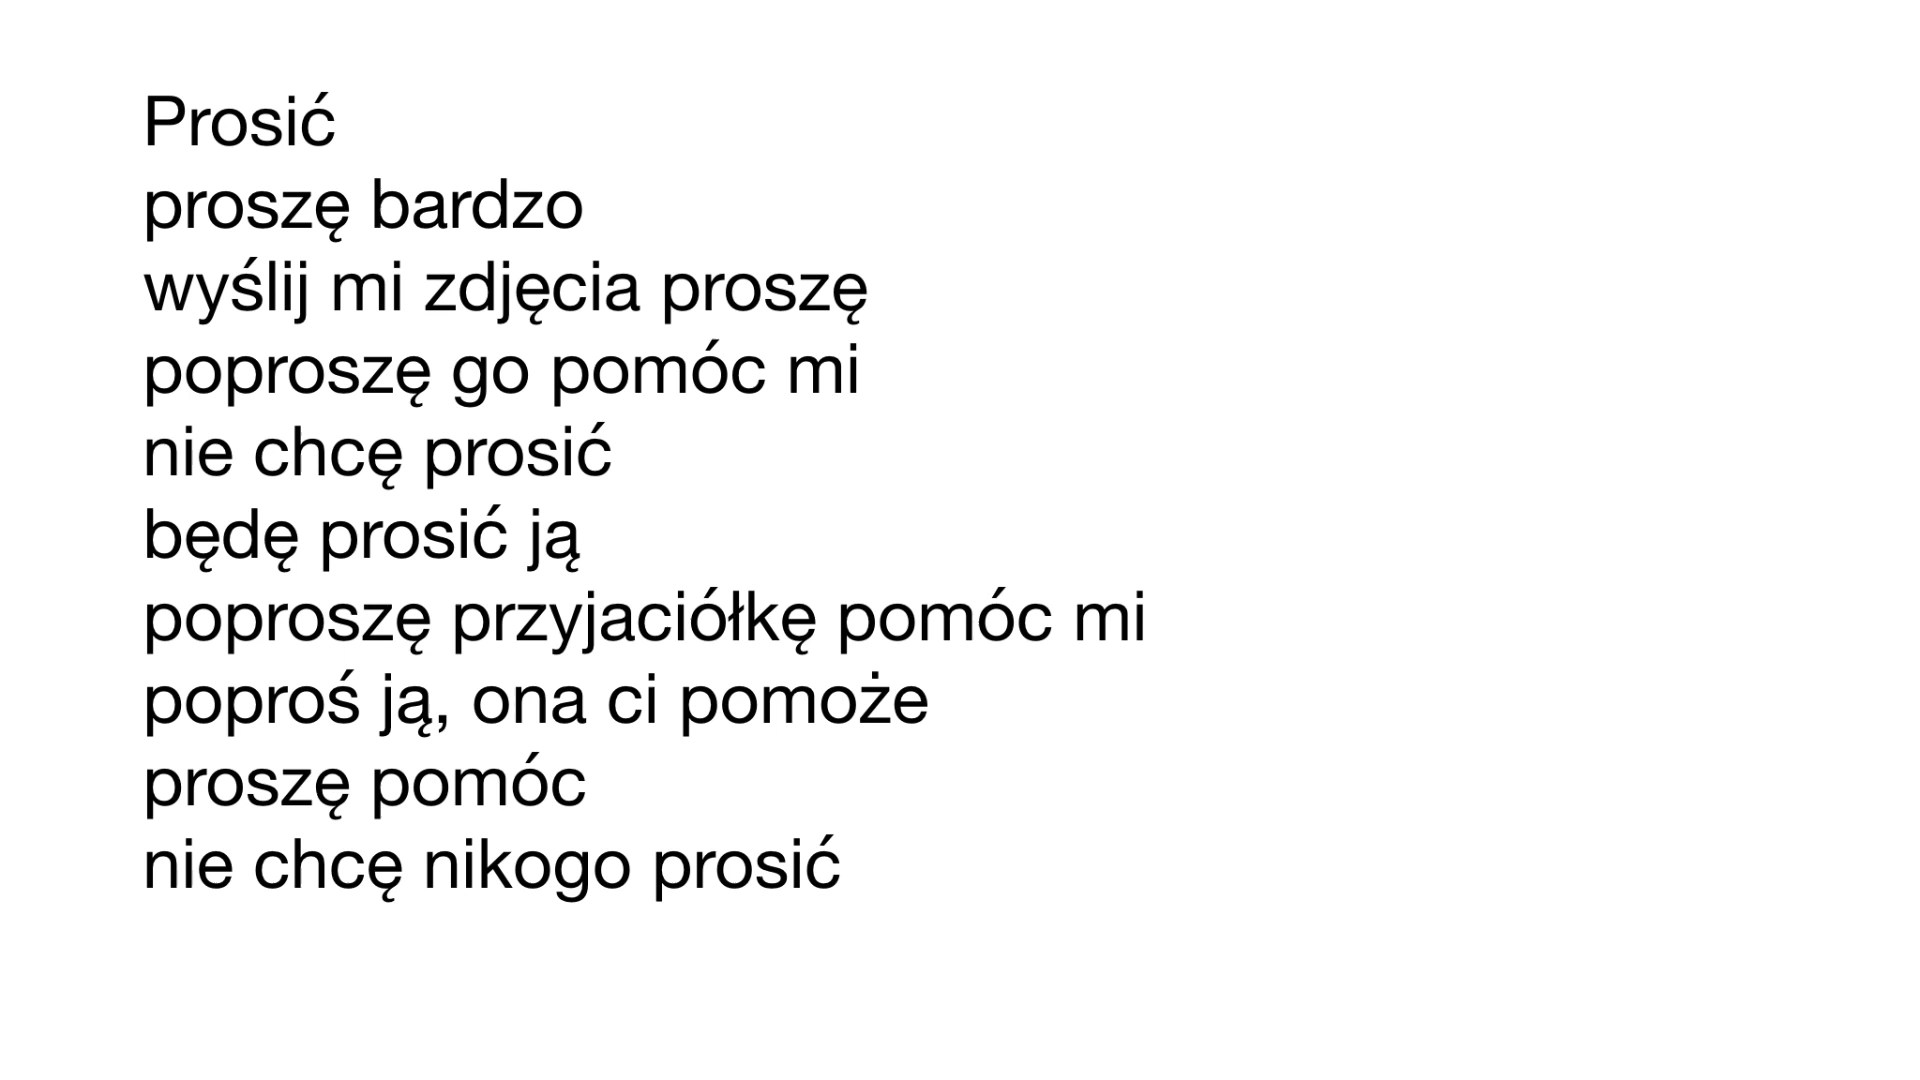 Prosić
proszę bardzo
wyślij mi zdjęcia proszę
poproszę go pomóc mi
nie chcę prosić
będę prosić ją
poproszę przyjaciółkę pomóc mi
poproś ją, ona ci pomoże
proszę pomóc
nie chcę nikogo prosić